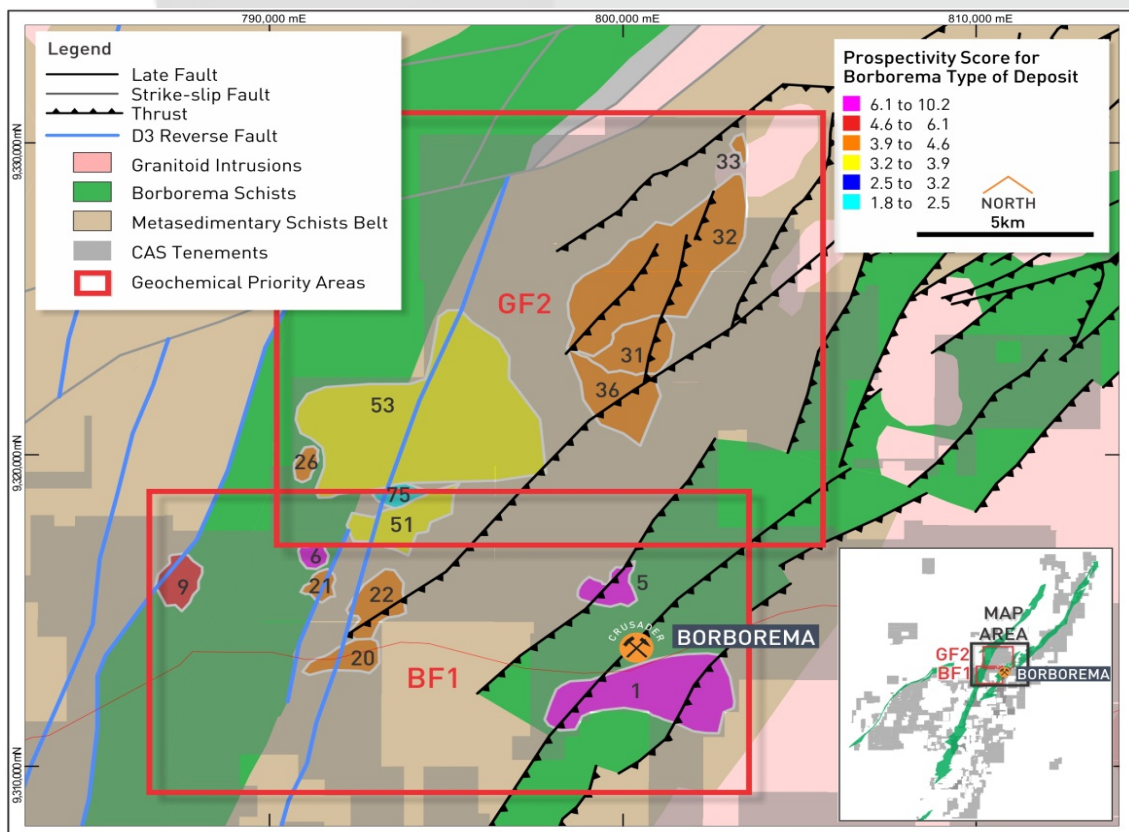 790,000 mE
800,000 mE
810,000 mE
Legend
Late Fault
Strike-slip Fault
Thrust
D3 Reverse Fault
Granitoid Intrusions
Borborema Schists
Metasedimentary Schists Belt
CAS Tenements
Geochemical Priority Areas
Prospectivity Score for
Borborema Type of Deposit
6.1 to 10.2
4.6 to 6.1
3.9 to 4.6
3.2 to 3.9
2.5 to 3.2
1.8 to 2.5
NORTH
5km
9,330,000 mN
9,320,000 mN
9,310,000 mN
33
32
GF2
31
36
53
26
75
51
6
9
21
22
5
20
CRUSADER
BORBOREMA
BF1
1
MAP
AREA
GF2
BF1
BORBOREMA